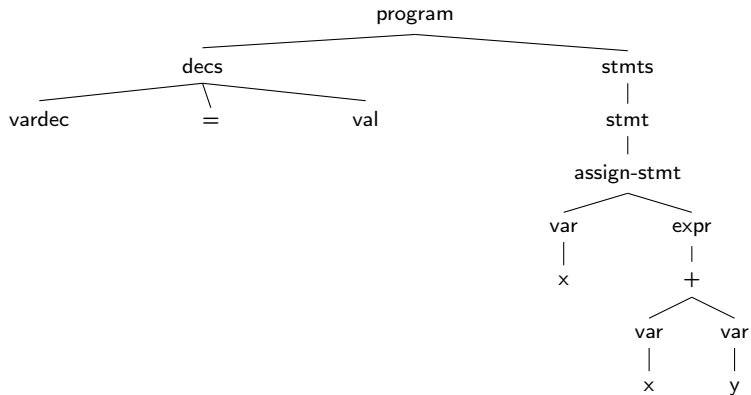 program
decs stmts
vardec = val stmt
assign-stmt
var expr
x +
var var
x y